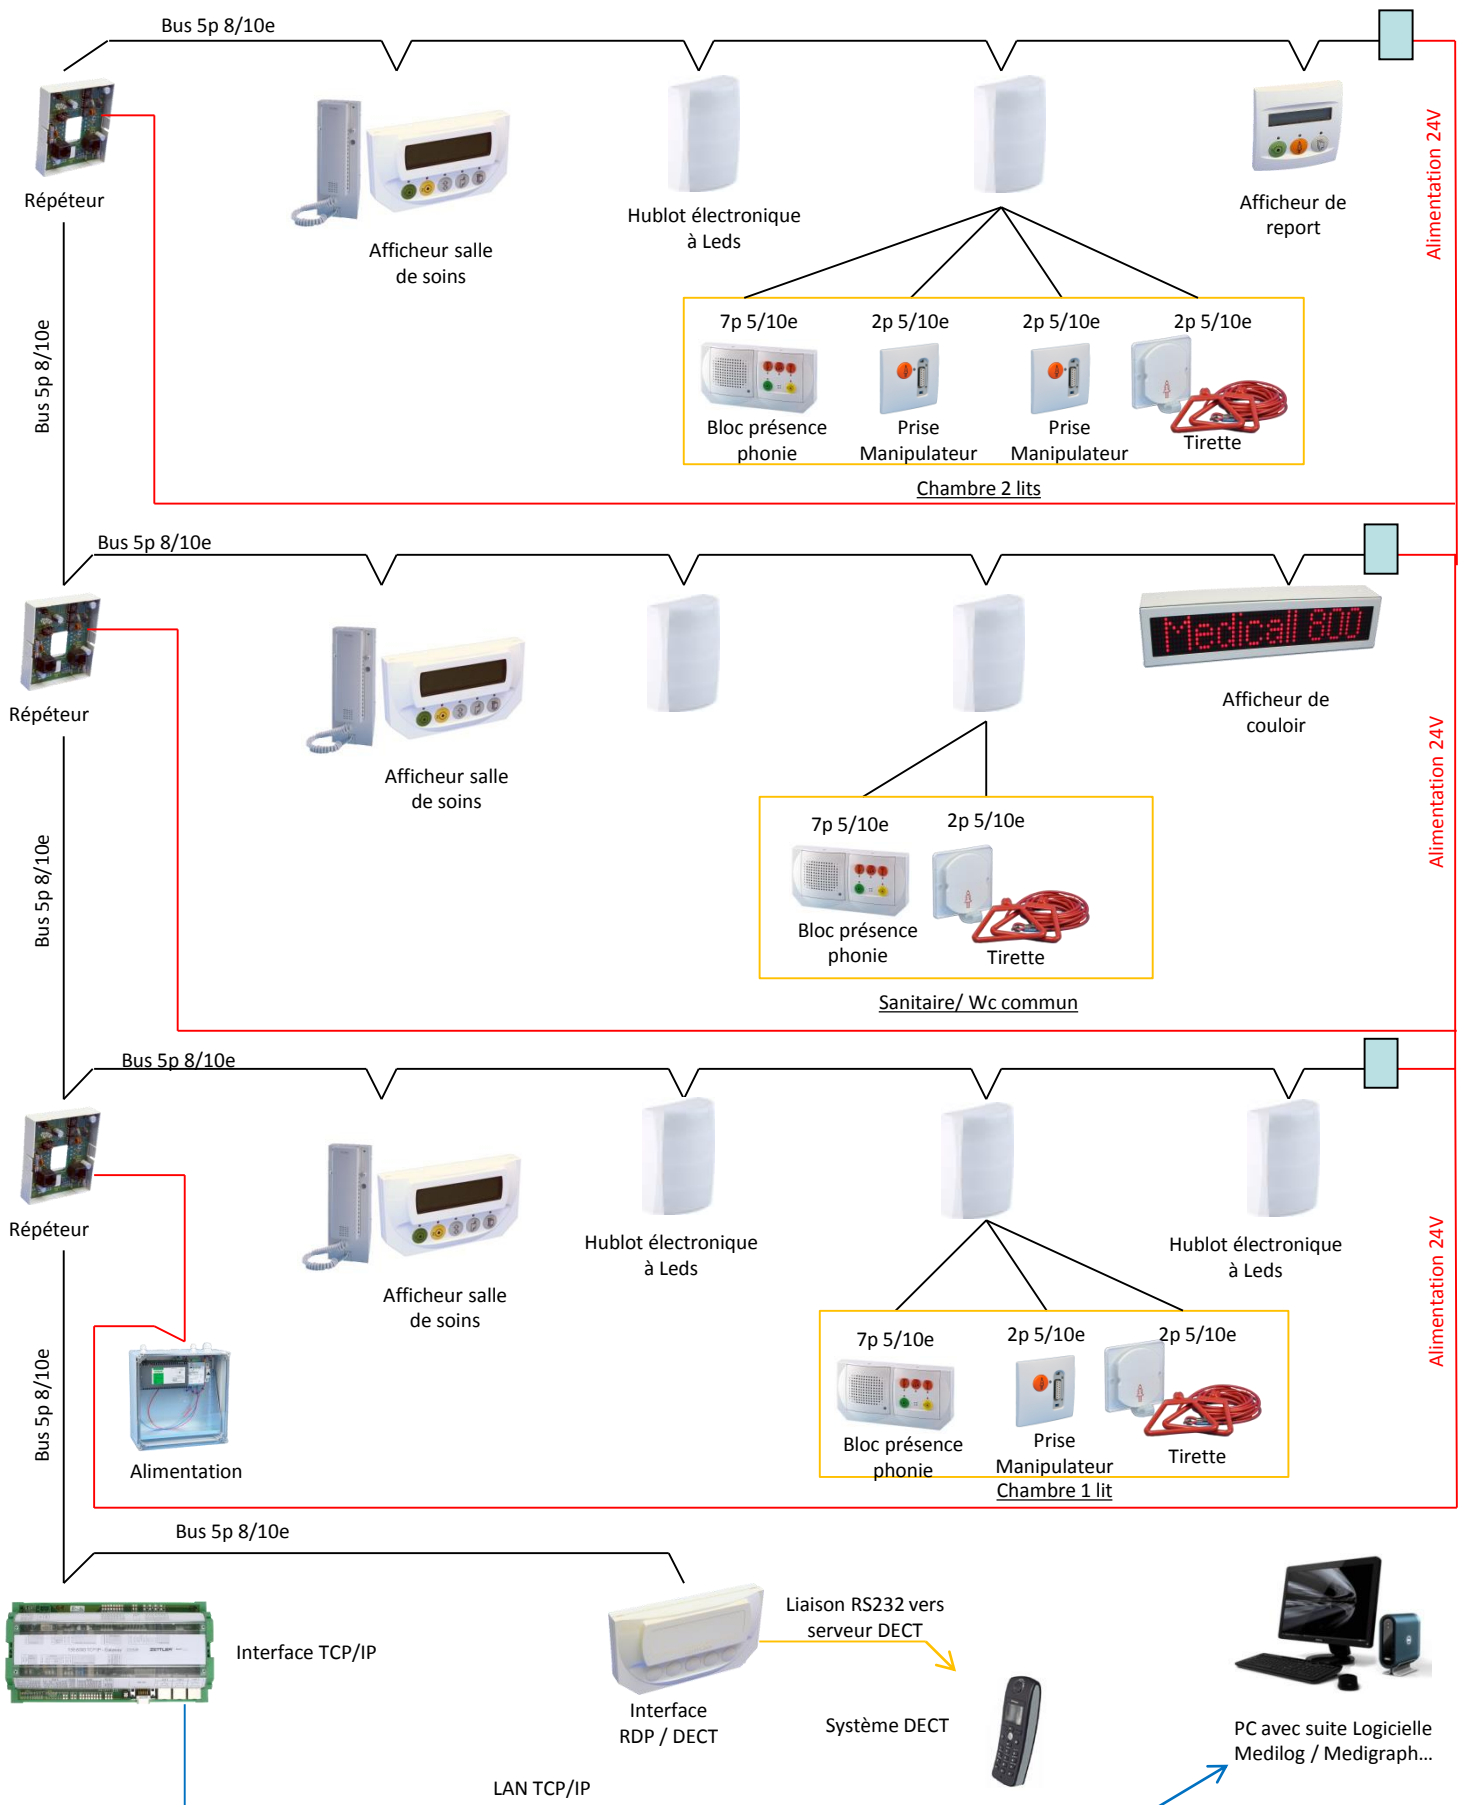 Bus 5p 8/10e
Répéteur
Afficheur salle
de soins
Hublot électronique
à Leds
Afficheur de
report
Alimentation 24V
Bus 5p 8/10e
7p 5/10e
2p 5/10e
2p 5/10e
2p 5/10e
Bloc présence
phonie
Prise
Manipulateur
Prise
Manipulateur
Tirette
Chambre 2 lits
Bus 5p 8/10e
Répéteur
Afficheur salle
de soins
Medicall 800
Afficheur de
couloir
Alimentation 24V
Bus 5p 8/10e
7p 5/10e
2p 5/10e
Bloc présence
phonie
Tirette
Sanitaire/ Wc commun
Bus 5p 8/10e
Répéteur
Afficheur salle
de soins
Hublot électronique
à Leds
Hublot électronique
à Leds
Alimentation 24V
Bus 5p 8/10e
Alimentation
7p 5/10e
2p 5/10e
2p 5/10e
Bloc présence
phonie
Prise
Manipulateur
Tirette
Chambre 1 lit
Bus 5p 8/10e
Interface TCP/IP
ZETTLER
Interface
RDP / DECT
Liaison RS232 vers
serveur DECT
Système DECT
PC avec suite Logicielle
Medilog / Medigraph...
LAN TCP/IP